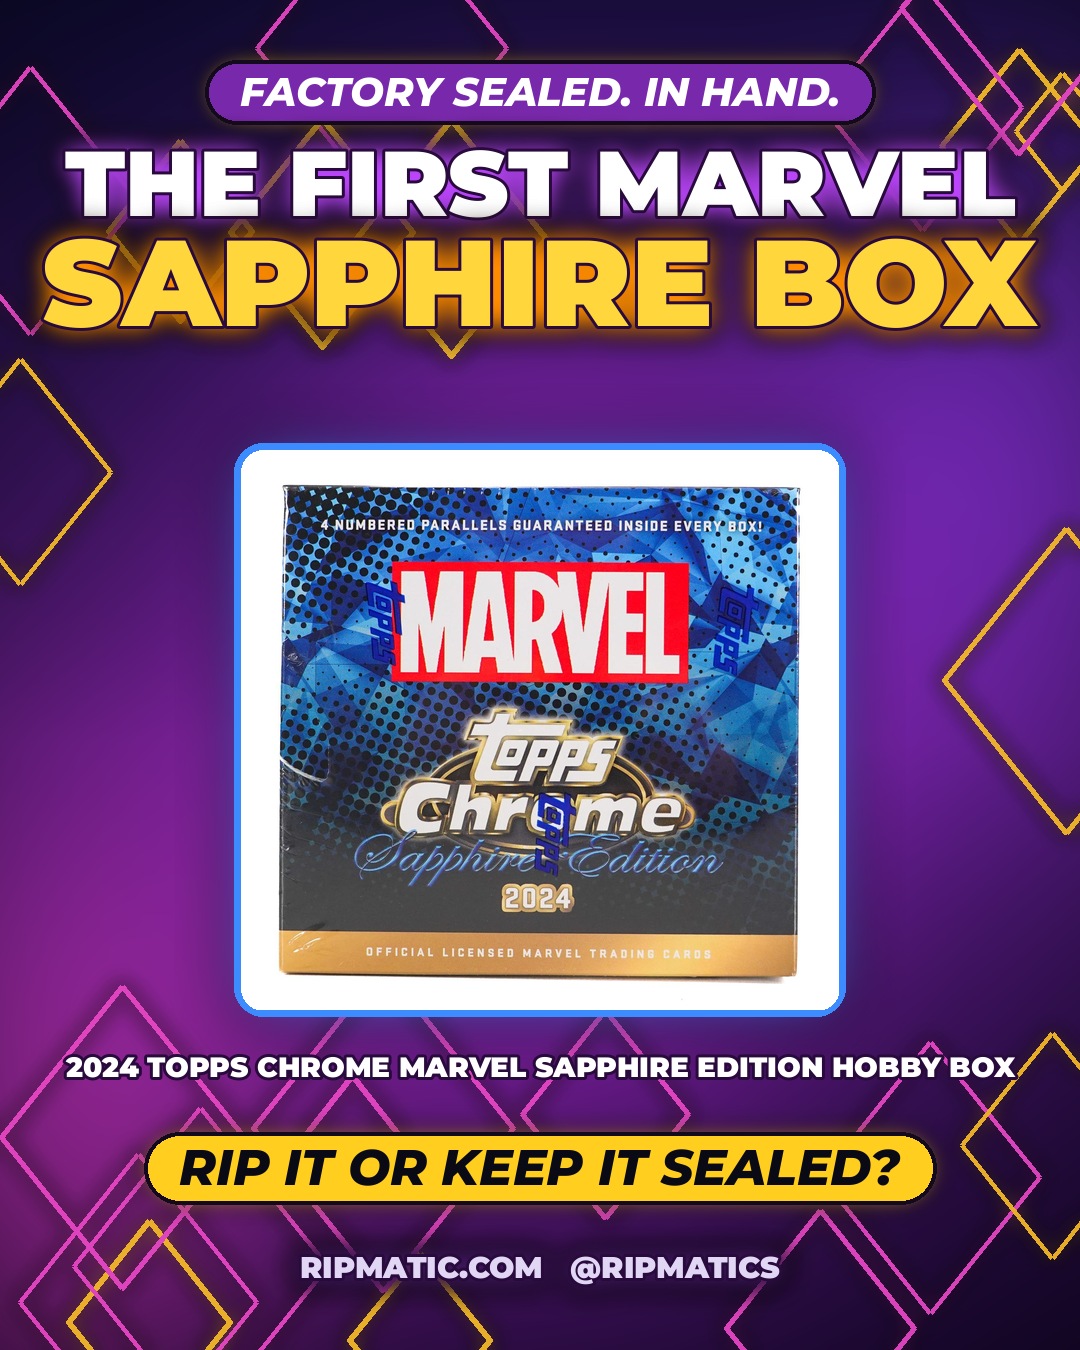 FACTORY SEALED. IN HAND.
THE FIRST MARVEL
SAPPHIRE BOX
4 NUMBERED PARALLELS GUARANTEED INSIDE EVERY BOX!
MARVEL
topps
topps
topps
Chrome
topps
Sapphire Edition
2024
OFFICIAL LICENSED MARVEL TRADING CARDS
2024 TOPPS CHROME MARVEL SAPPHIRE EDITION HOBBY BOX
RIP IT OR KEEP IT SEALED?
RIPMATIC.COM @RIPMATICS